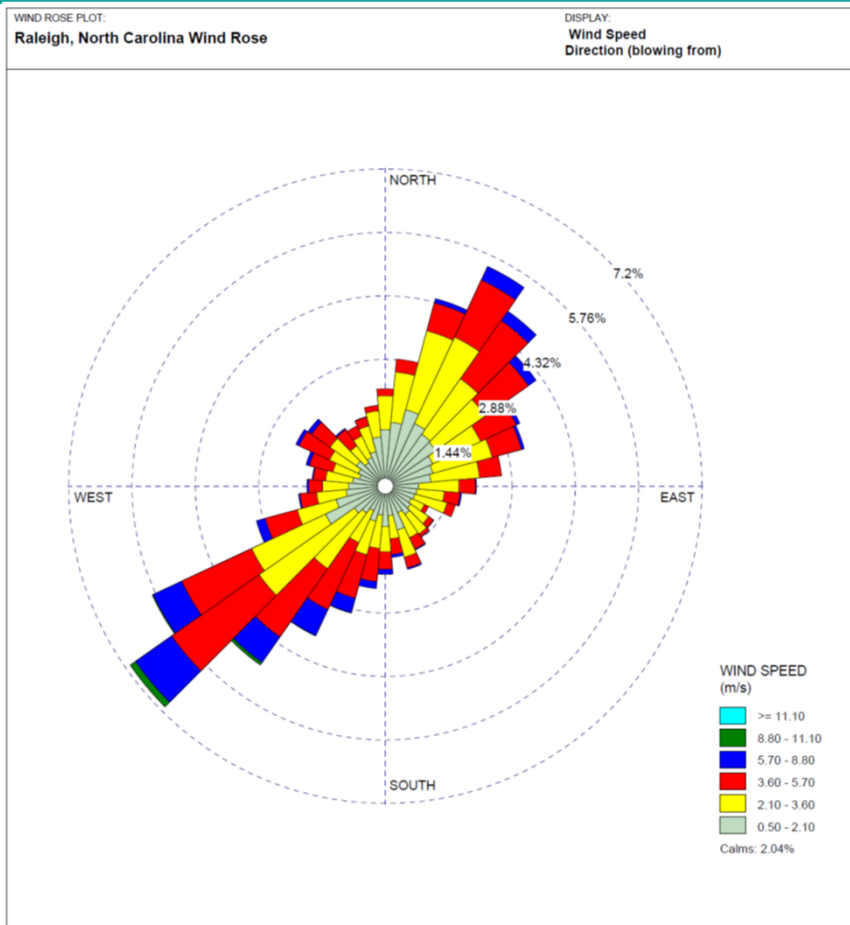 WIND ROSE PLOT:
Raleigh, North Carolina Wind Rose
DISPLAY:
Wind Speed
Direction (blowing from)
NORTH
7.2%
5.76%
4.32%
2.88%
1.44%
WEST
EAST
SOUTH
WIND SPEED
(m/s)
>= 11.10
8.80 - 11.10
5.70 - 8.80
3.60 - 5.70
2.10 - 3.60
0.50 - 2.10
Calms: 2.04%